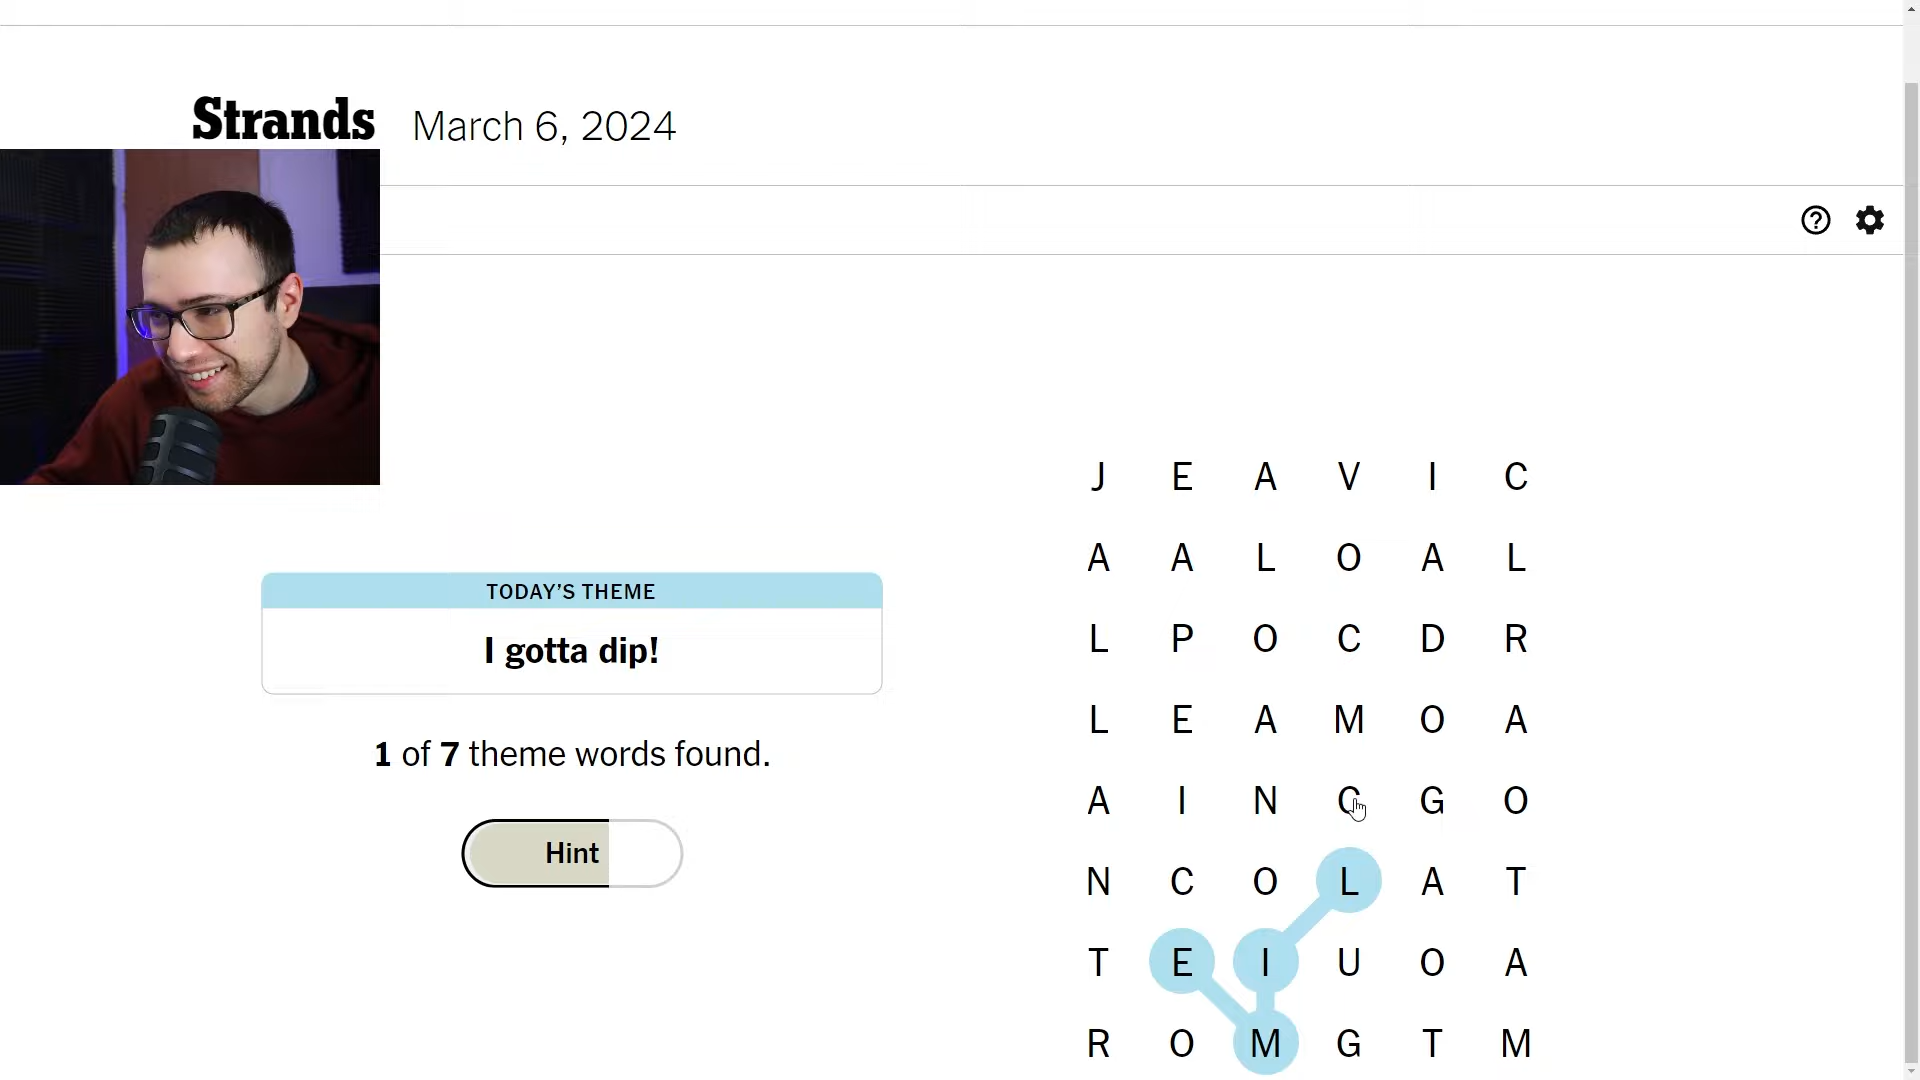 Strands March 6, 2024
TODAY'S THEME
I gotta dip!
1 of 7 theme words found.
Hint
J E A V I C
A A L O A L
L P O C D R
L E A M O A
A I N C G O
N C O L A T
T E I U O A
R O M G T M